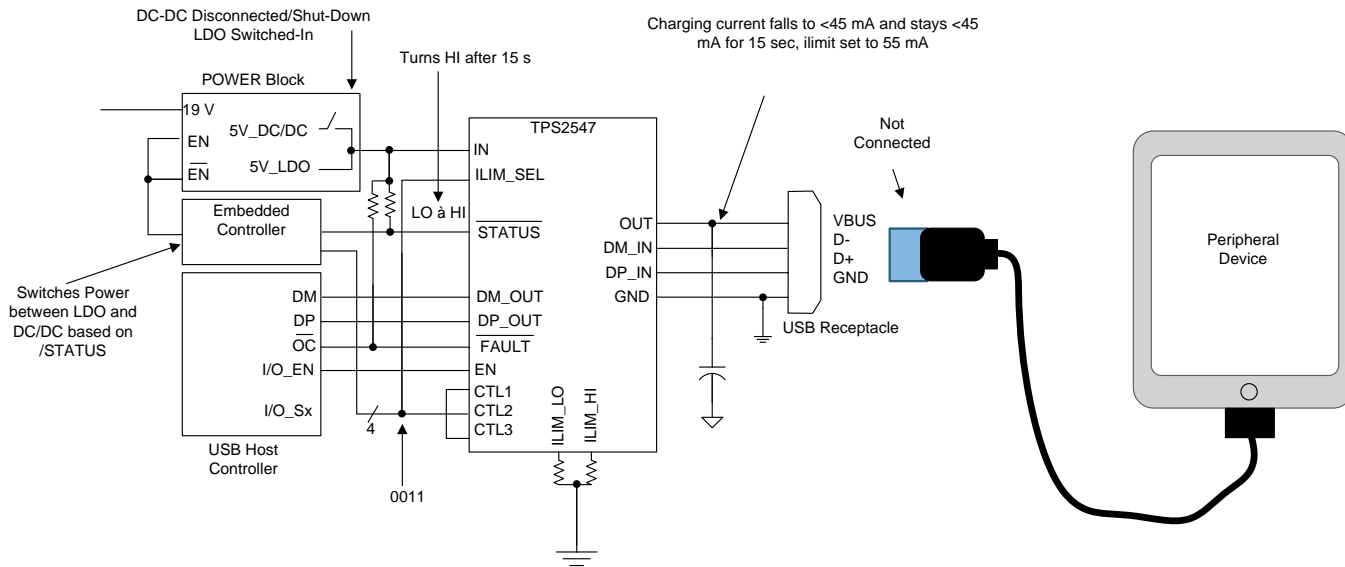 DC-DC Disconnected/Shut-Down
LDO Switched-In
Charging current falls to <45 mA and stays <45
mA for 15 sec, ilimit set to 55 mA
Turns HI after 15 s
POWER Block
19 V
5V_DC/DC
EN
5V_LDO
EN
TPS2547
IN
ILIM_SEL
LO à HI
STATUS
Embedded
Controller
Switches Power
between LDO and
DC/DC based on
/STATUS
DM
DP
OC
I/O_EN
I/O_Sx
USB Host
Controller
4
0011
DM_OUT
DP_OUT
FAULT
EN
CTL1
CTL2
CTL3
ILIM_LO
ILIM_HI
OUT
DM_IN
DP_IN
GND
Not
Connected
VBUS
D-
D+
GND
USB Receptacle
Peripheral
Device